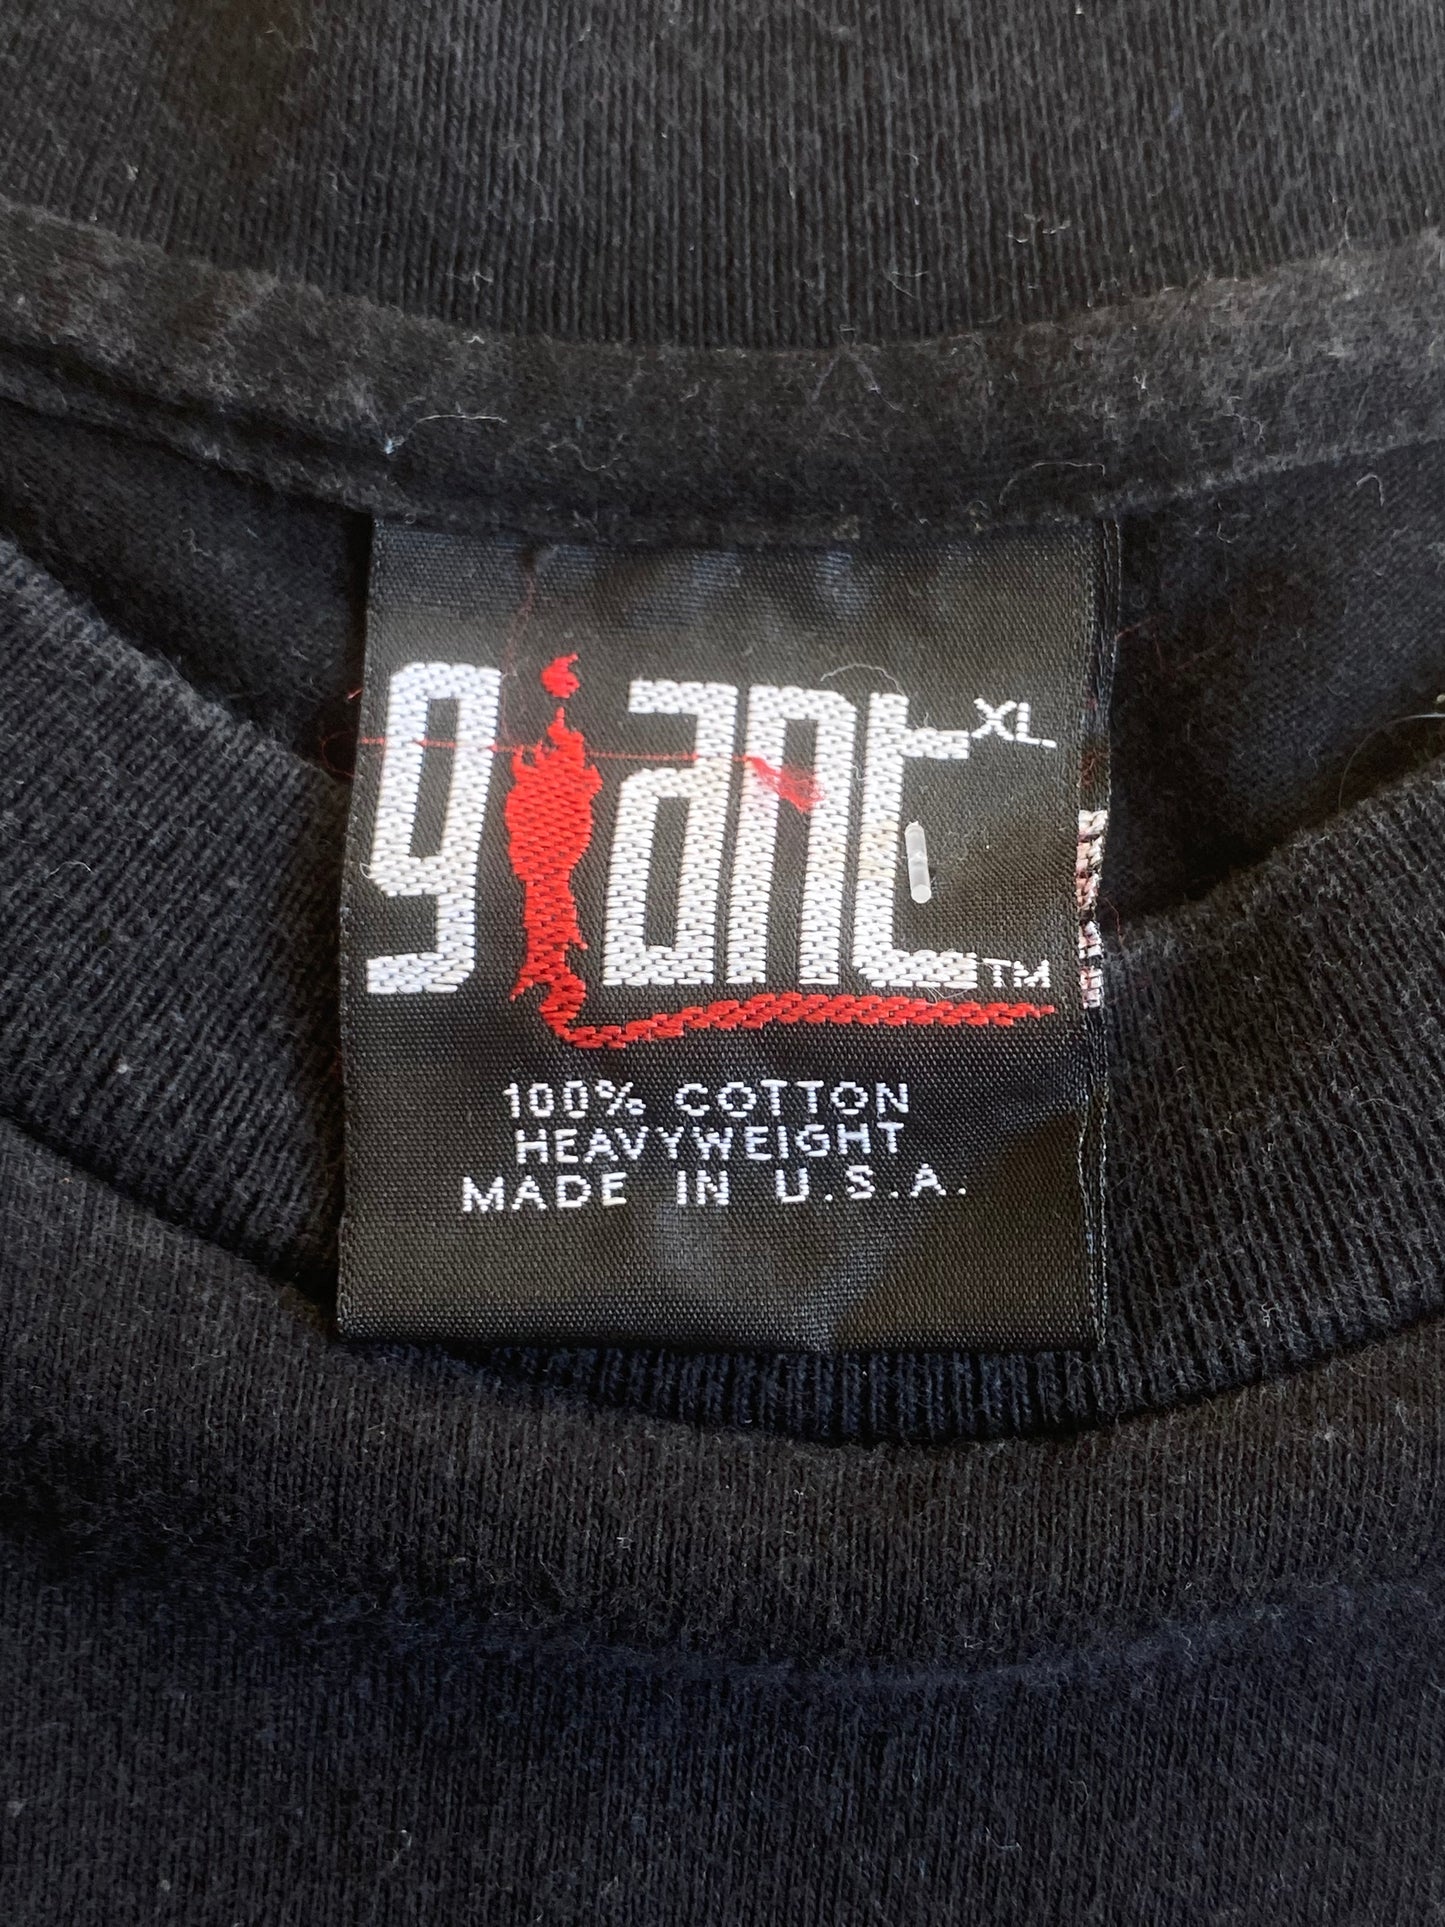 giant XL.
TM
100% COTTON
HEAVYWEIGHT
MADE IN U.S.A.